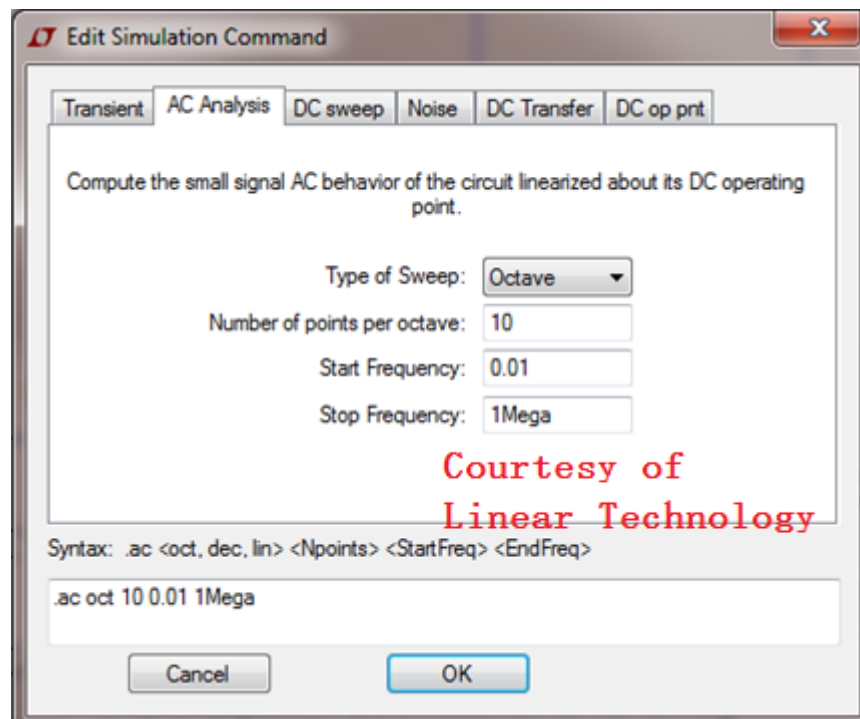 Edit Simulation Command
Transient AC Analysis DC sweep Noise DC Transfer DC op pnt
Compute the small signal AC behavior of the circuit linearized about its DC operating
point.
Type of Sweep: Octave
Number of points per octave: 10
Start Frequency: 0.01
Stop Frequency: 1Mega
Courtesy of
Linear Technology
Syntax: .ac <oct, dec, lin> <Npoints> <StartFreq> <EndFreq>
.ac oct 10 0.01 1Mega
Cancel OK